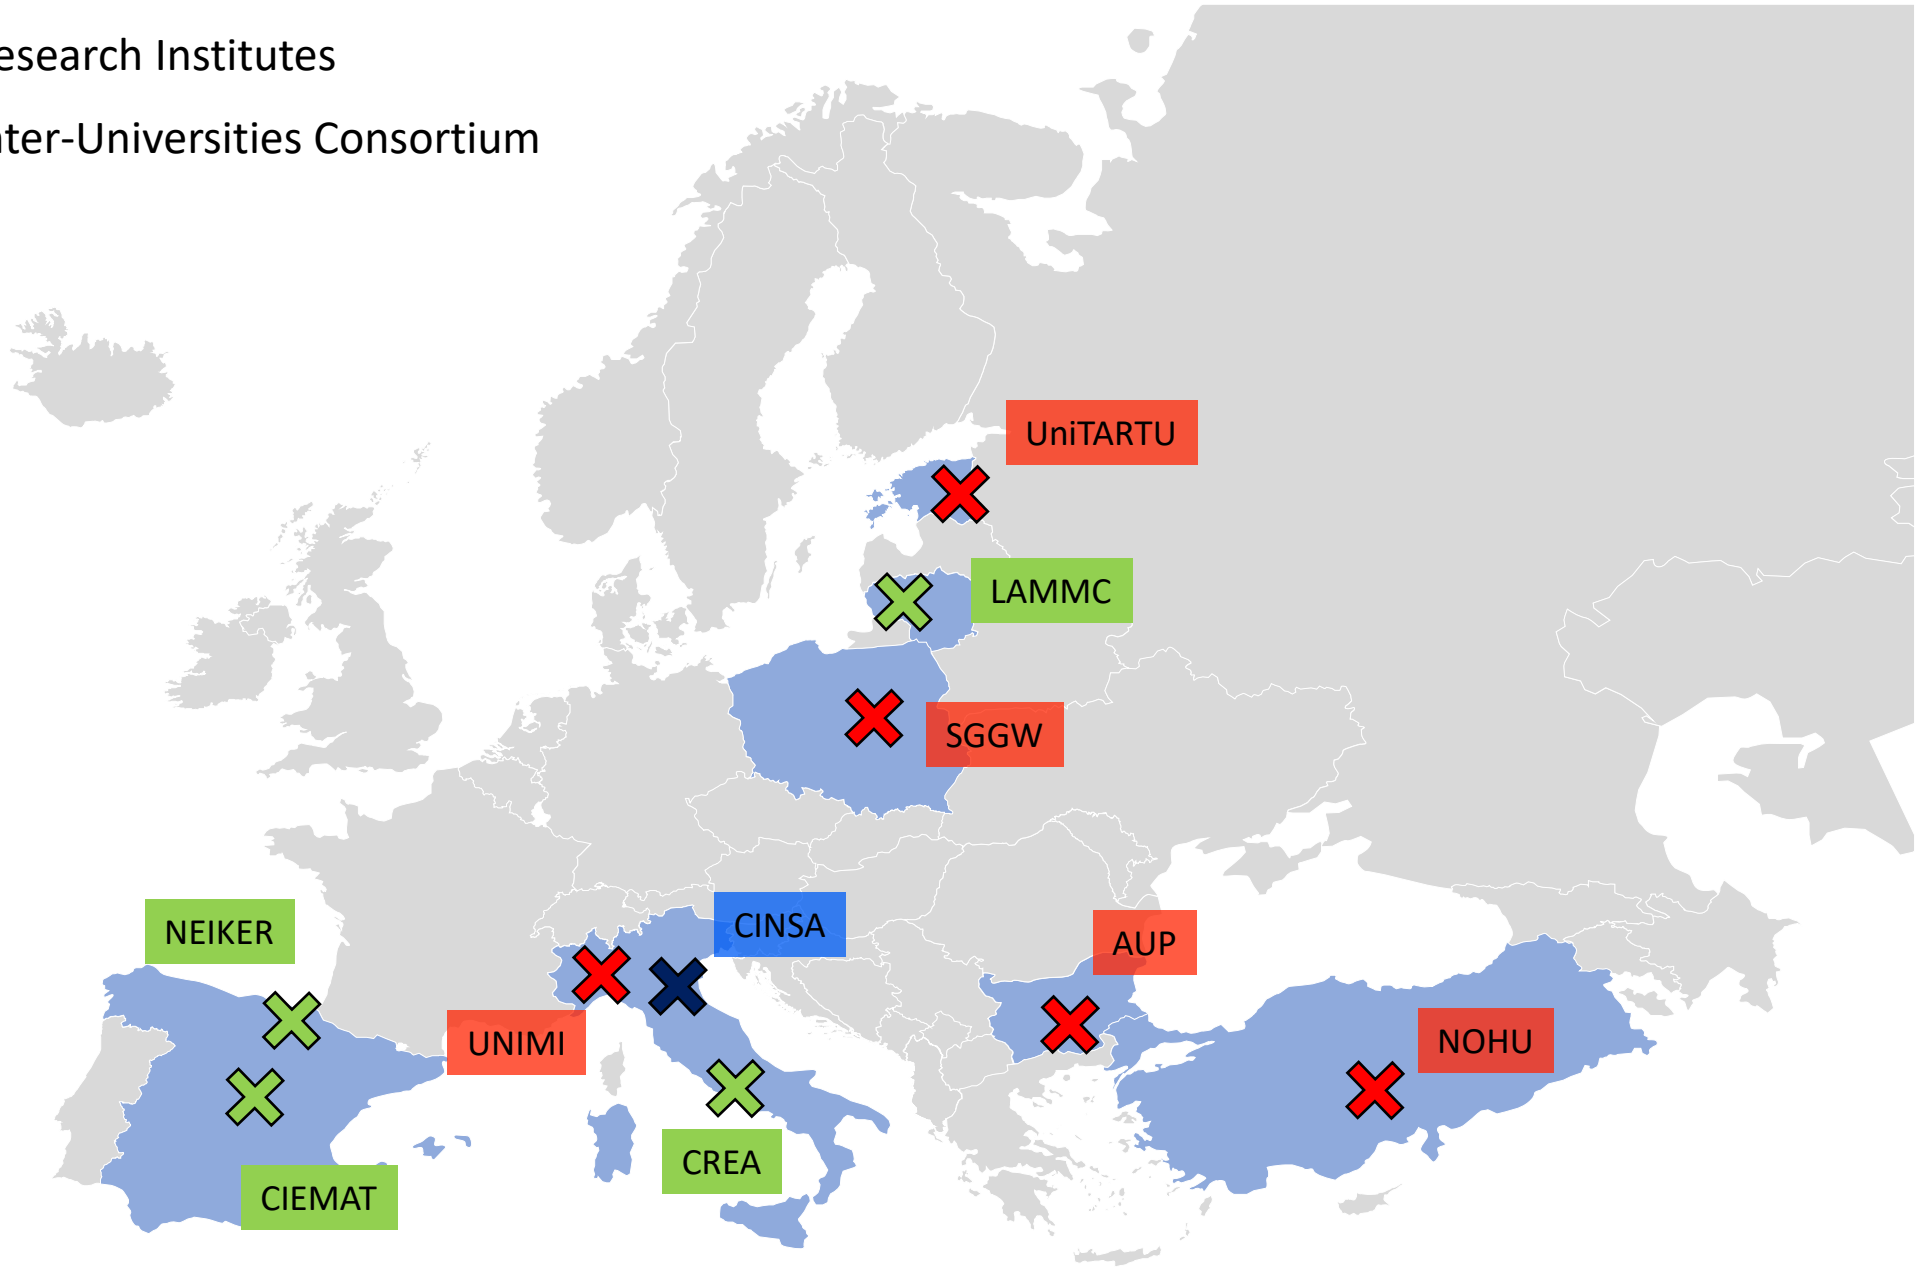 esearch Institutes
nter-Universities Consortium
UniTARTU
LAMMC
SGGW
NEIKER
CINSA
AUP
UNIMI
NOHU
CREA
CIEMAT